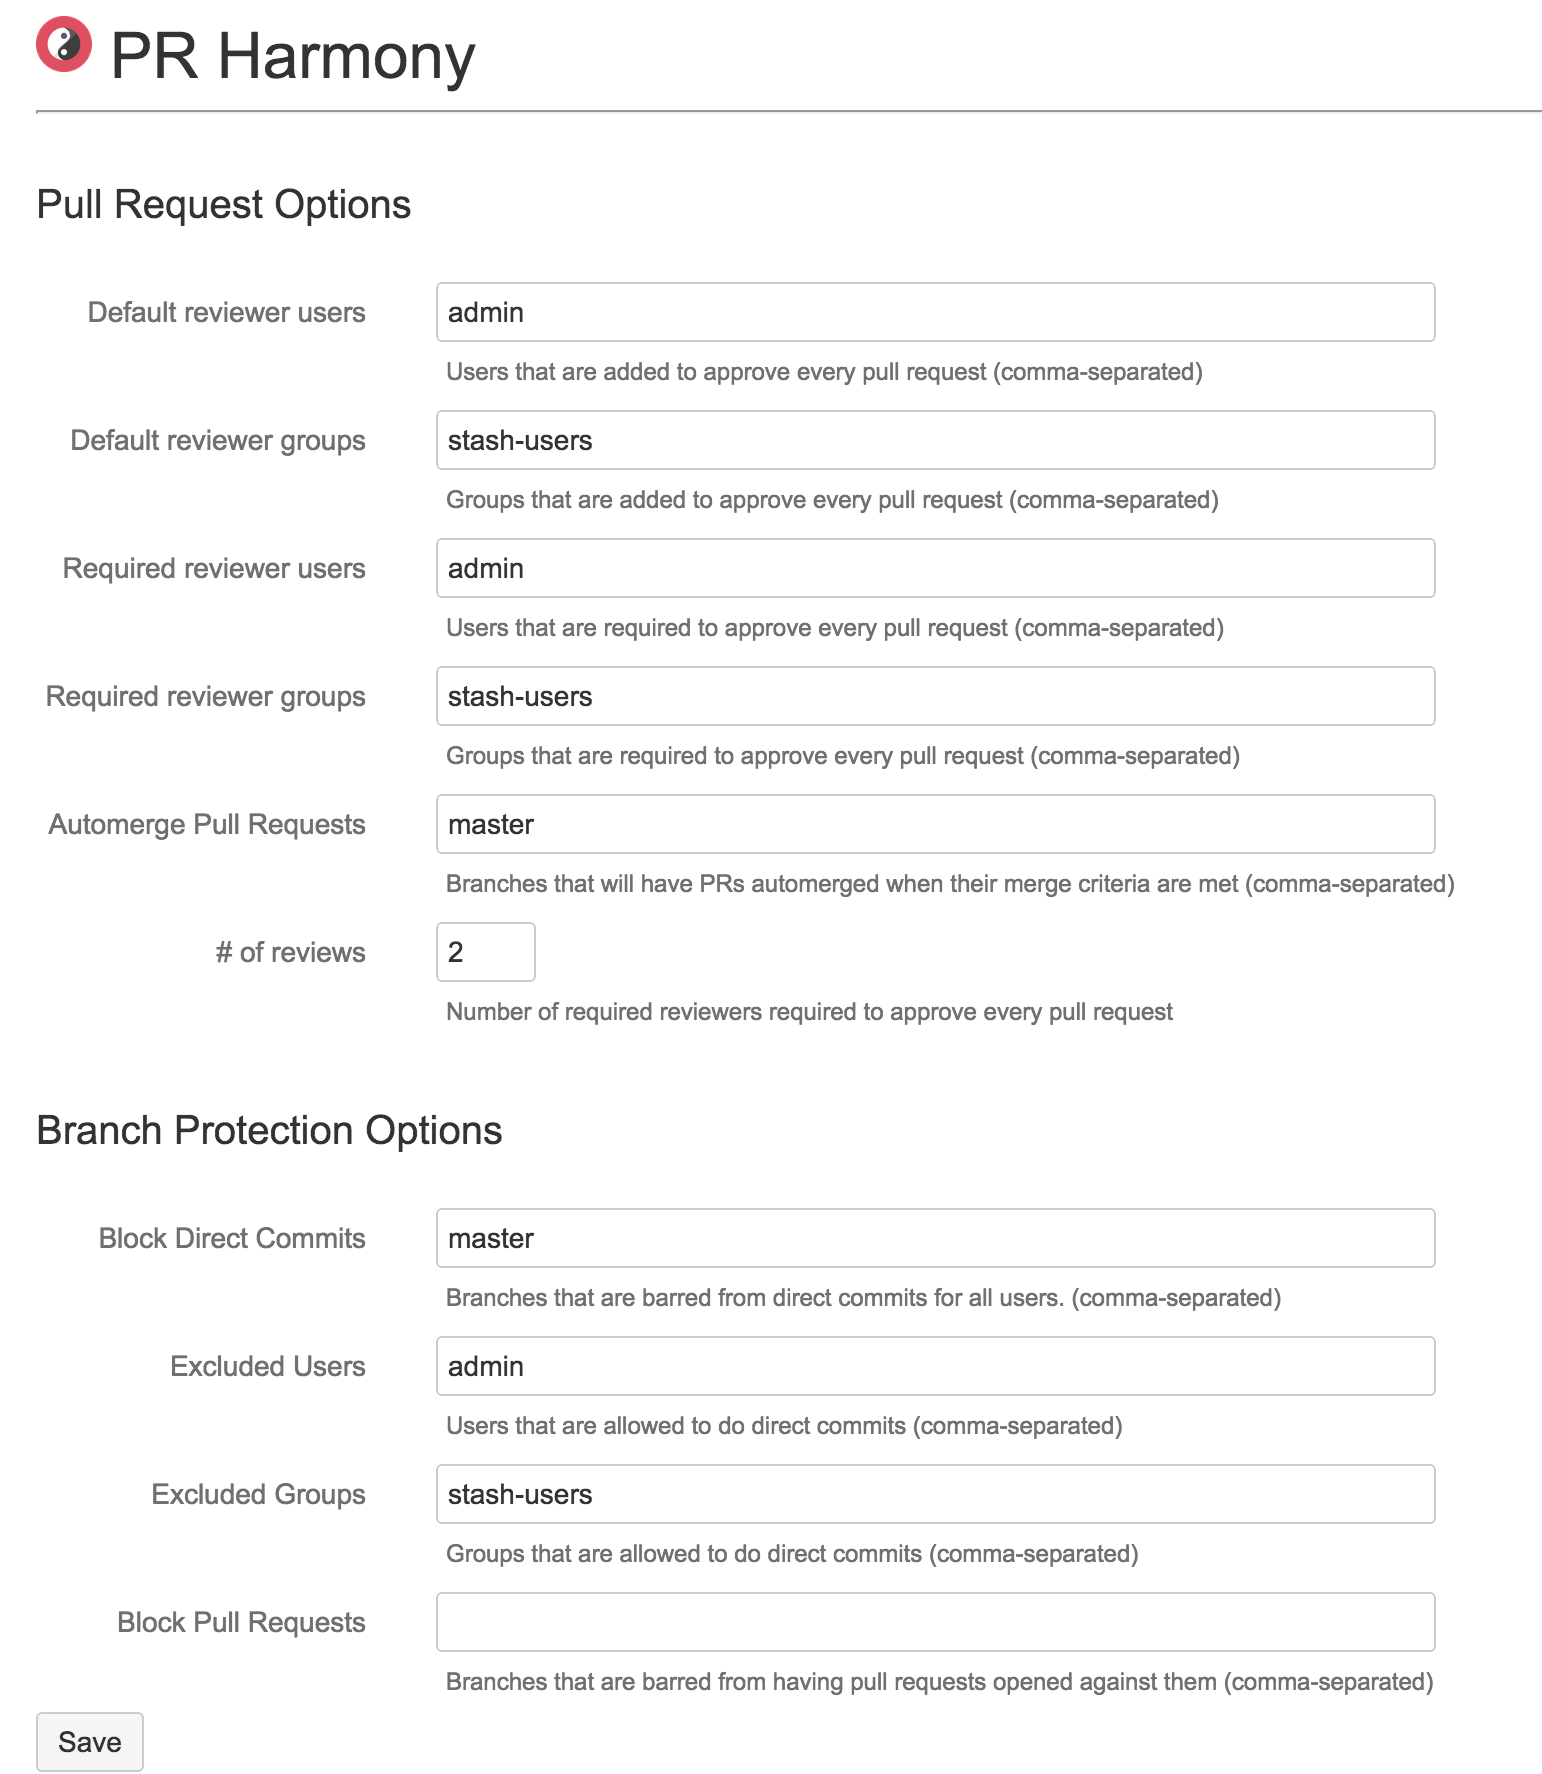 PR Harmony
Pull Request Options
Default reviewer users
admin
Users that are added to approve every pull request (comma-separated)
Default reviewer groups
stash-users
Groups that are added to approve every pull request (comma-separated)
Required reviewer users
admin
Users that are required to approve every pull request (comma-separated)
Required reviewer groups
stash-users
Groups that are required to approve every pull request (comma-separated)
Automerge Pull Requests
master
Branches that will have PRs automerged when their merge criteria are met (comma-separated)
# of reviews
2
Number of required reviewers required to approve every pull request
Branch Protection Options
Block Direct Commits
master
Branches that are barred from direct commits for all users. (comma-separated)
Excluded Users
admin
Users that are allowed to do direct commits (comma-separated)
Excluded Groups
stash-users
Groups that are allowed to do direct commits (comma-separated)
Block Pull Requests
Branches that are barred from having pull requests opened against them (comma-separated)
Save